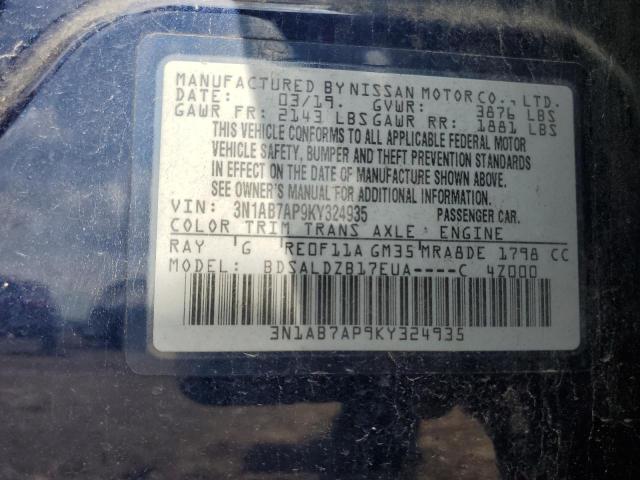 MANUFACTURED BY NISSAN MOTOR CO., LTD.
DATE: 03/19. GVWR: 3876 LBS
GAWR FR: 2143 LBS GAWR RR: 1881 LBS
THIS VEHICLE CONFORMS TO ALL APPLICABLE FEDERAL MOTOR
VEHICLE SAFETY, BUMPER AND THEFT PREVENTION STANDARDS
IN EFFECT ON THE DATE OF MANUFACTURE SHOWN ABOVE.
SEE OWNER'S MANUAL FOR ADDITIONAL INFORMATION.
VIN: 3N1AB7AP9KY324935 PASSENGER CAR.
COLOR TRIM TRANS AXLE ENGINE
RAY G RE0F11A GM35 MRA8DE 1798 CC
MODEL: BDSALDZB17EUA----C 4Z000
3N1AB7AP9KY324935